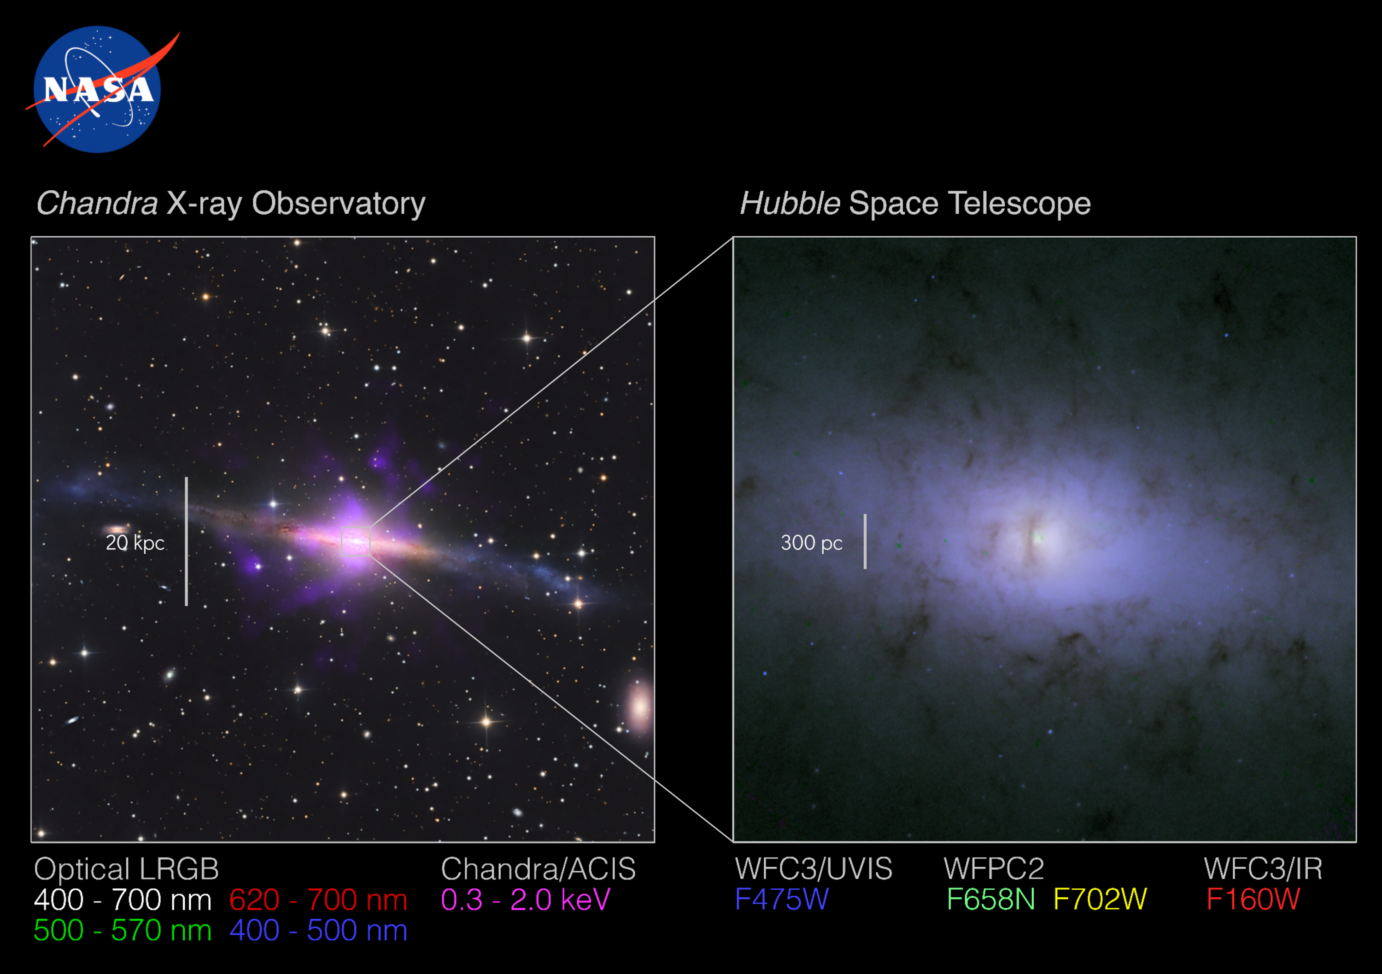 NASA
Chandra X-ray Observatory
Hubble Space Telescope
20 kpc
300 pc
Optical LRGB
400 - 700 nm 620 - 700 nm
500 - 570 nm 400 - 500 nm
Chandra/ACIS
0.3 - 2.0 keV
WFC3/UVIS
F475W
WFPC2
F658N F702W
WFC3/IR
F160W